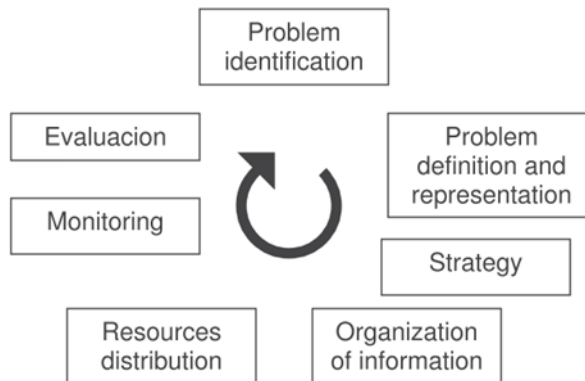 Problem
identification
Problem
definition and
representation
Strategy
Organization
of information
Resources
distribution
Monitoring
Evaluacion